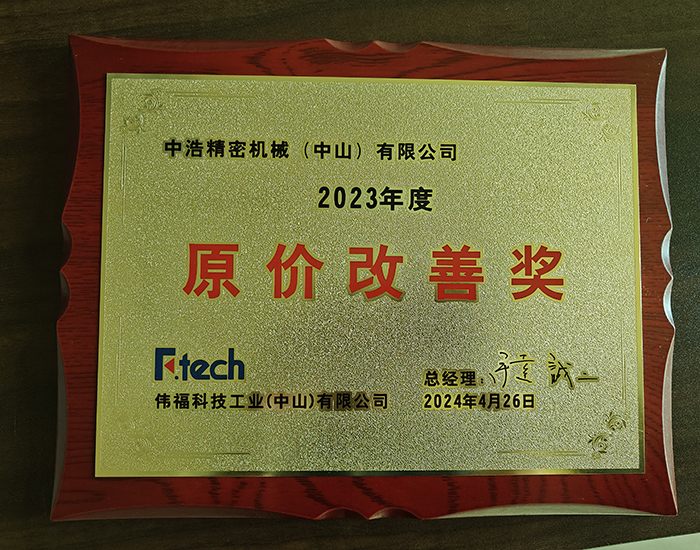 中浩精密机械（中山）有限公司
2023年度
原价改善奖
F.tech
伟福科技工业(中山)有限公司
总经理：
2024年4月26日